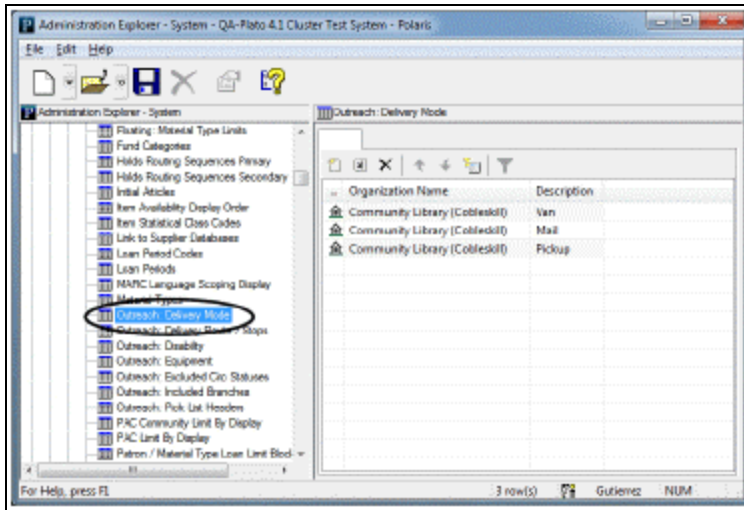 Administration Explorer - System - QA-Plato 4.1 Cluster Test System - Polaris
File Edit Help
Administration Explorer - System
Outreach: Delivery Mode
Floating: Material Type Limits
Fund Categories
Holds Routing Sequences Primary
Holds Routing Sequences Secondary
Initial Articles
Item Availability Display Order
Item Statistical Class Codes
Link to Supplier Databases
Loan Period Codes
Loan Periods
MARC Language Scoping Display
Material Types
Outreach: Delivery Mode
Outreach: Delivery Route / Stops
Outreach: Disability
Outreach: Equipment
Outreach: Excluded Circ Statuses
Outreach: Included Branches
Outreach: Pick List Headers
PAC Community Limit By Display
PAC Limit By Display
Patron / Material Type Loan Limit Block
Organization Name Description
Community Library (Cobleskill) Van
Community Library (Cobleskill) Mail
Community Library (Cobleskill) Pickup
For Help, press F1
3 row(s) Gutierrez NUM